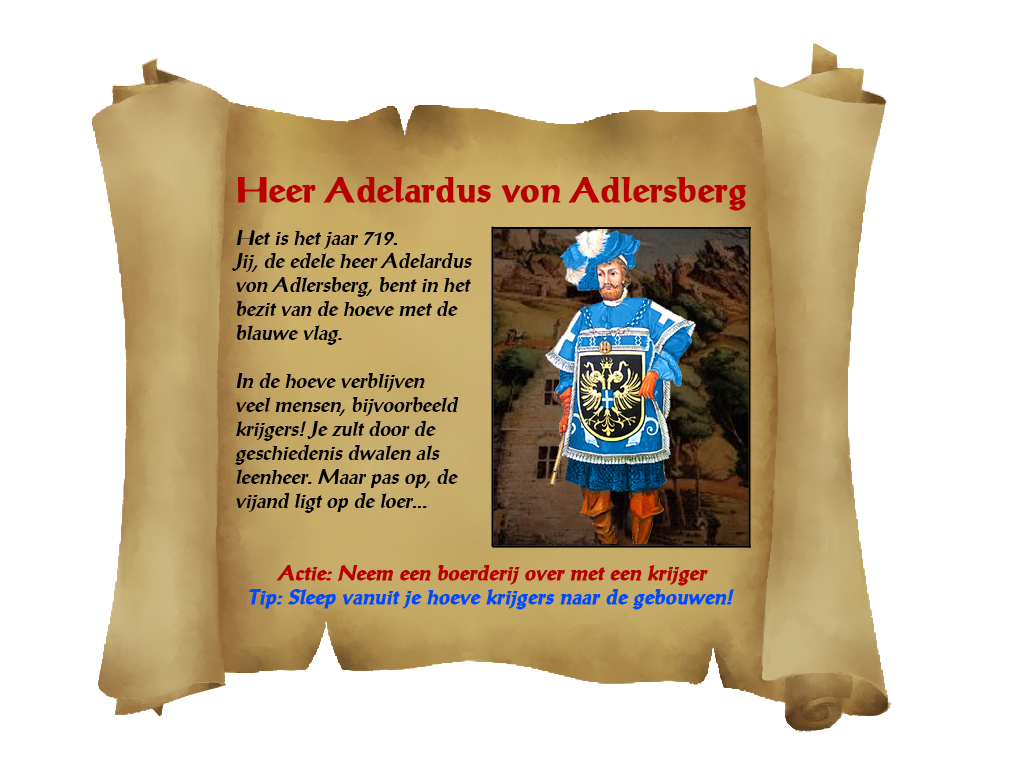 Heer Adelardus von Adlersberg
Het is het jaar 719.
Jij, de edele heer Adelardus
von Adlersberg, bent in het
bezit van de hoeve met de
blauwe vlag.
In de hoeve verblijven
veel mensen, bijvoorbeeld
krijgers! Je zult door de
geschiedenis dwalen als
leenheer. Maar pas op, de
vijand ligt op de loer...
Actie: Neem een boerderij over met een krijger
Tip: Sleep vanuit je hoeve krijgers naar de gebouwen!